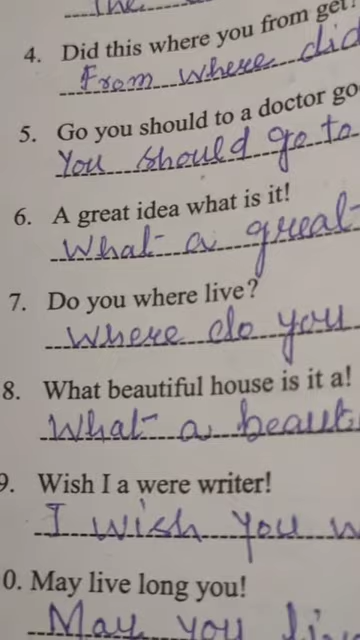 The
4. Did this where you from get?
From where did
5. Go you should to a doctor go
You should go to
6. A great idea what is it!
What a great
7. Do you where live?
Where do you
8. What beautiful house is it a!
What a beauti
9. Wish I a were writer!
I wish you w
0. May live long you!
May you li